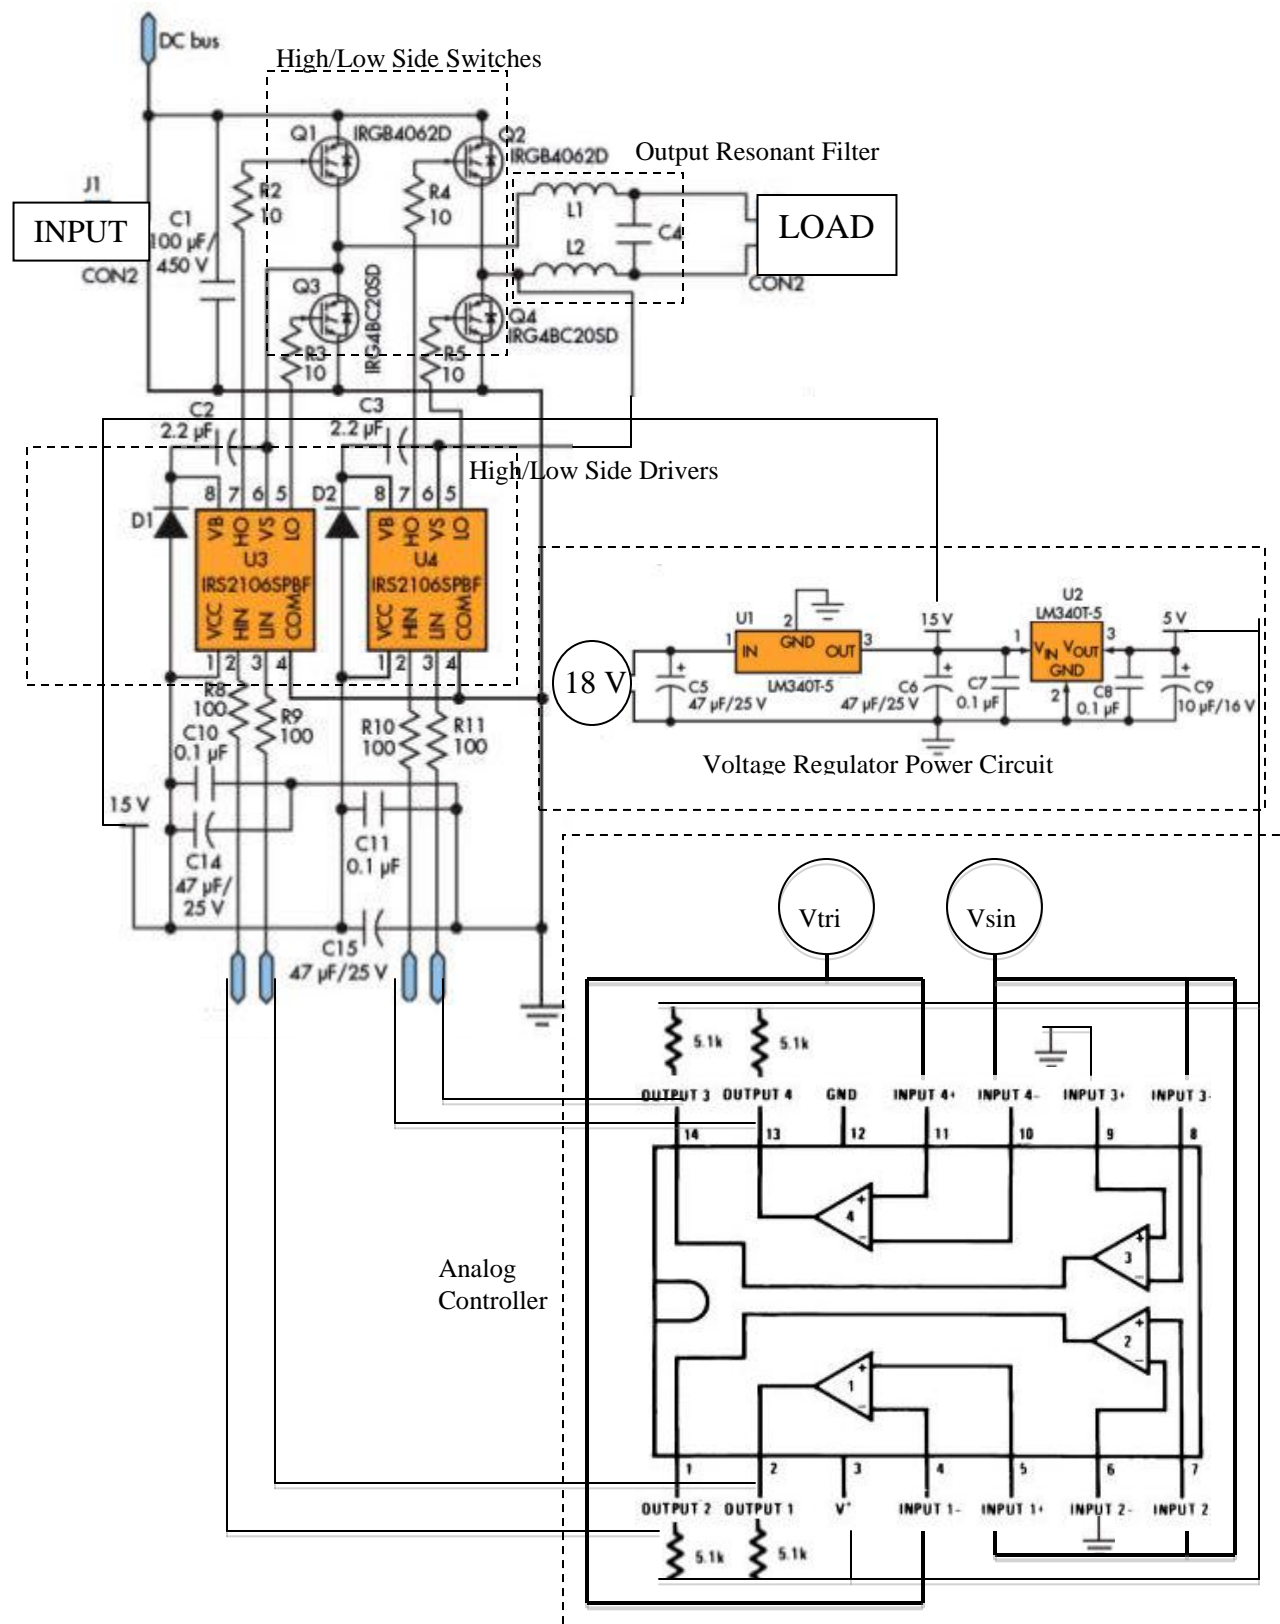 DC bus
High/Low Side Switches
Q1
IRGB4062D
Q2
IRGB4062D
Output Resonant Filter
J1
INPUT
CON2
C1
100 µF/
450 V
R2
10
R4
10
L1
L2
C4
LOAD
CON2
Q3
IRG4BC20SD
Q4
IRG4BC20SD
R3
10
R5
10
C2
2.2 µF
C3
2.2 µF
High/Low Side Drivers
D1
8 7 6 5
VB HO VS LO
U3
IRS2106SPBF
VCC HIN LIN COM
1 2 3 4
D2
8 7 6 5
VB HO VS LO
U4
IRS2106SPBF
VCC HIN LIN COM
1 2 3 4
18 V
C5
47 µF/25 V
U1
1 IN
2
GND
OUT 3
LM340T-5
15 V
C6
47 µF/25 V
C7
0.1 µF
U2
LM340T-5
1 VIN VOUT 3
GND
2
C8
0.1 µF
5 V
C9
10 µF/16 V
Voltage Regulator Power Circuit
R8
100
R9
100
R10
100
R11
100
C10
0.1 µF
15 V
C14
47 µF/
25 V
C11
0.1 µF
C15
47 µF/25 V
Vtri
Vsin
5.1k
5.1k
OUTPUT 3 OUTPUT 4 GND INPUT 4+ INPUT 4- INPUT 3+ INPUT 3-
14 13 12 11 10 9 8
+
4
-
+
3
-
Analog
Controller
+
2
-
+
1
-
1 2 3 4 5 6 7
OUTPUT 2 OUTPUT 1 V+ INPUT 1- INPUT 1+ INPUT 2- INPUT 2
5.1k
5.1k